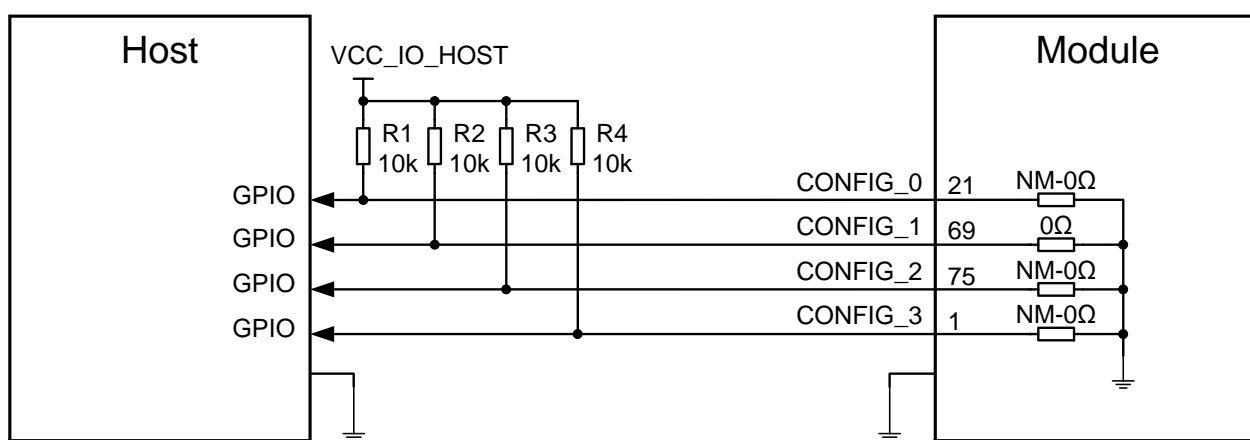 Host
Module
VCC_IO_HOST
R1 R2 R3 R4
10k 10k 10k 10k
GPIO CONFIG_0 21 NM-0Ω
GPIO CONFIG_1 69 0Ω
GPIO CONFIG_2 75 NM-0Ω
GPIO CONFIG_3 1 NM-0Ω